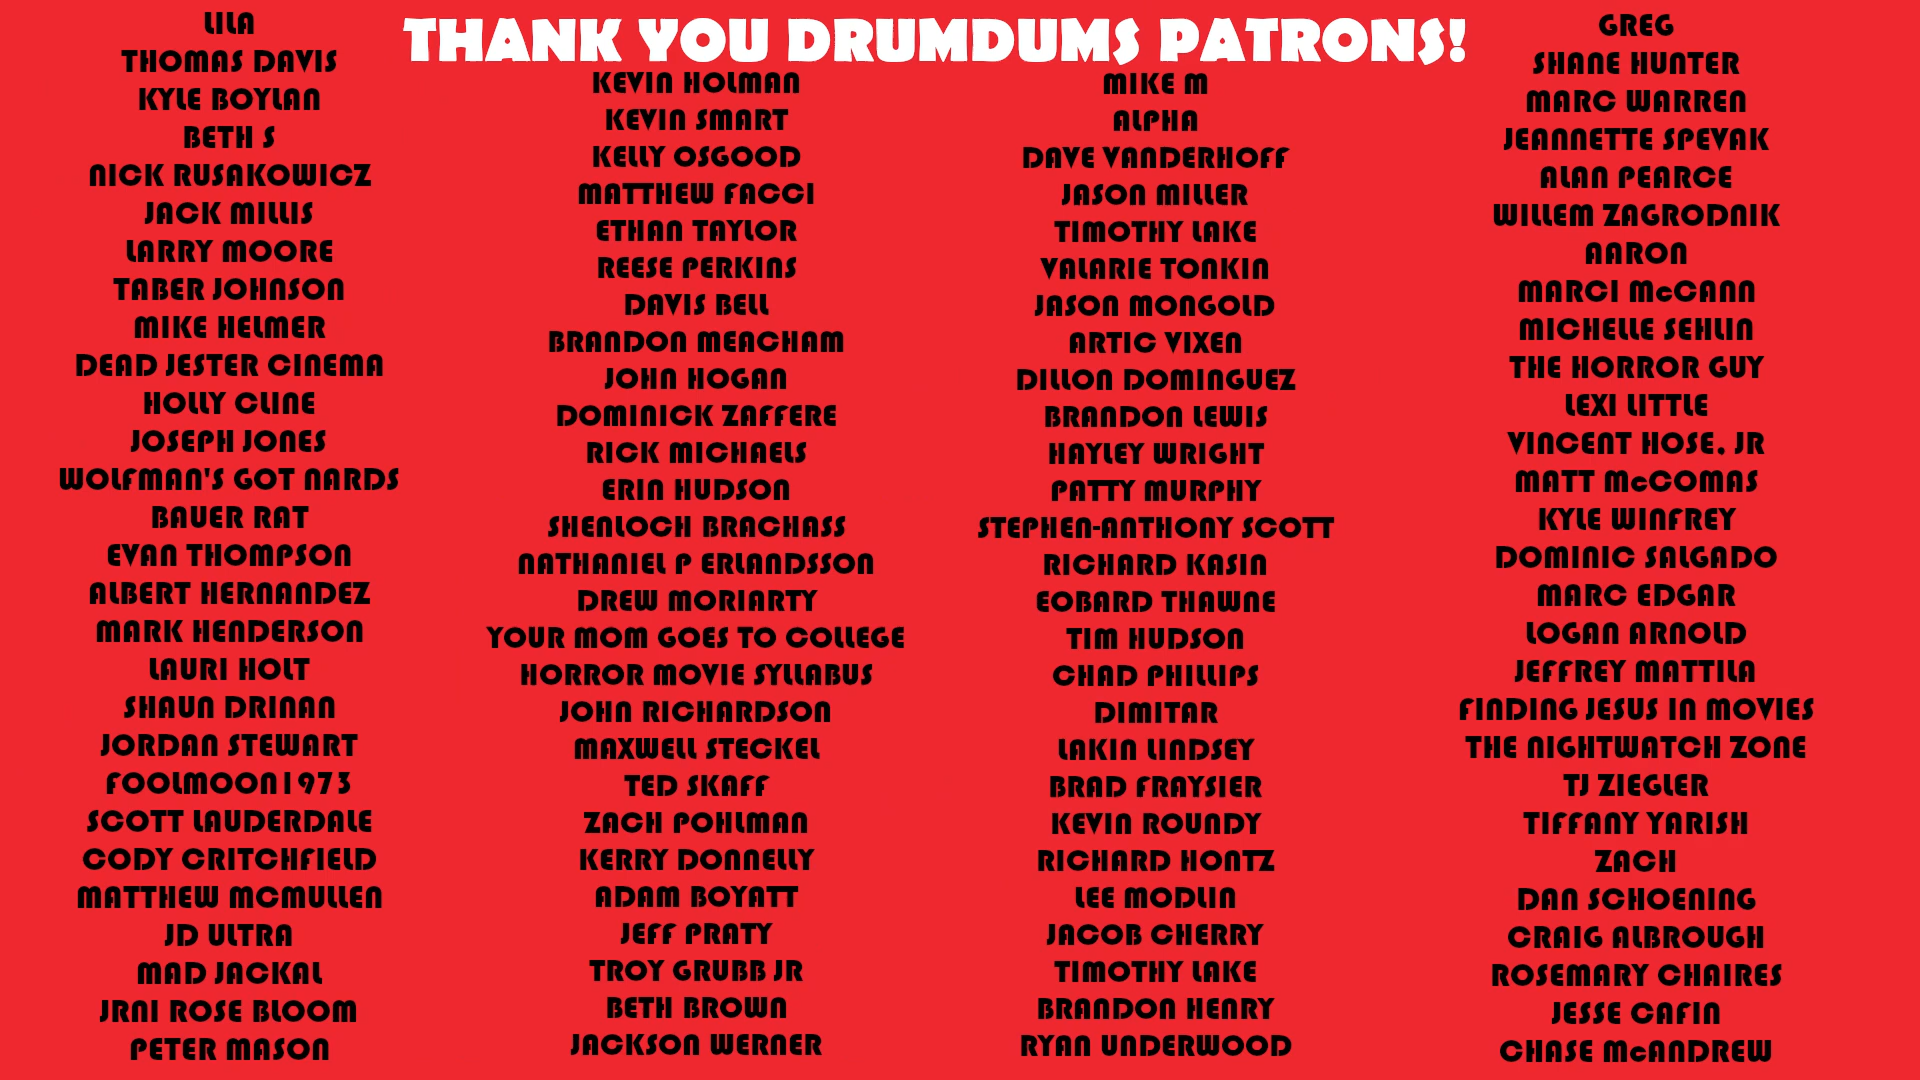 THANK YOU DRUMDUMS PATRONS!
LILA
THOMAS DAVIS
KYLE BOYLAN
BETH S
NICK RUSAKOWICZ
JACK MILLIS
LARRY MOORE
TABER JOHNSON
MIKE HELMER
DEAD JESTER CINEMA
HOLLY CLINE
JOSEPH JONES
WOLFMAN'S GOT NARDS
BAUER RAT
EVAN THOMPSON
ALBERT HERNANDEZ
MARK HENDERSON
LAURI HOLT
SHAUN DRINAN
JORDAN STEWART
FOOLMOON1973
SCOTT LAUDERDALE
CODY CRITCHFIELD
MATTHEW MCMULLEN
JD ULTRA
MAD JACKAL
JRNI ROSE BLOOM
PETER MASON
KEVIN HOLMAN
KEVIN SMART
KELLY OSGOOD
MATTHEW FACCI
ETHAN TAYLOR
REESE PERKINS
DAVIS BELL
BRANDON MEACHAM
JOHN HOGAN
DOMINICK ZAFFERE
RICK MICHAELS
ERIN HUDSON
SHENLOCH BRACHASS
NATHANIEL P ERLANDSSON
DREW MORIARTY
YOUR MOM GOES TO COLLEGE
HORROR MOVIE SYLLABUS
JOHN RICHARDSON
MAXWELL STECKEL
TED SKAFF
ZACH POHLMAN
KERRY DONNELLY
ADAM BOYATT
JEFF PRATY
TROY GRUBB JR
BETH BROWN
JACKSON WERNER
MIKE M
ALPHA
DAVE VANDERHOFF
JASON MILLER
TIMOTHY LAKE
VALARIE TONKIN
JASON MONGOLD
ARTIC VIXEN
DILLON DOMINGUEZ
BRANDON LEWIS
HAYLEY WRIGHT
PATTY MURPHY
STEPHEN-ANTHONY SCOTT
RICHARD KASIN
EOBARD THAWNE
TIM HUDSON
CHAD PHILLIPS
DIMITAR
LAKIN LINDSEY
BRAD FRAYSIER
KEVIN ROUNDY
RICHARD HONTZ
LEE MODLIN
JACOB CHERRY
TIMOTHY LAKE
BRANDON HENRY
RYAN UNDERWOOD
GREG
SHANE HUNTER
MARC WARREN
JEANNETTE SPEVAK
ALAN PEARCE
WILLEM ZAGRODNIK
AARON
MARCI McCANN
MICHELLE SEHLIN
THE HORROR GUY
LEXI LITTLE
VINCENT HOSE, JR
MATT McCOMAS
KYLE WINFREY
DOMINIC SALGADO
MARC EDGAR
LOGAN ARNOLD
JEFFREY MATTILA
FINDING JESUS IN MOVIES
THE NIGHTWATCH ZONE
TJ ZIEGLER
TIFFANY YARISH
ZACH
DAN SCHOENING
CRAIG ALBROUGH
ROSEMARY CHAIRES
JESSE CAFIN
CHASE McANDREW